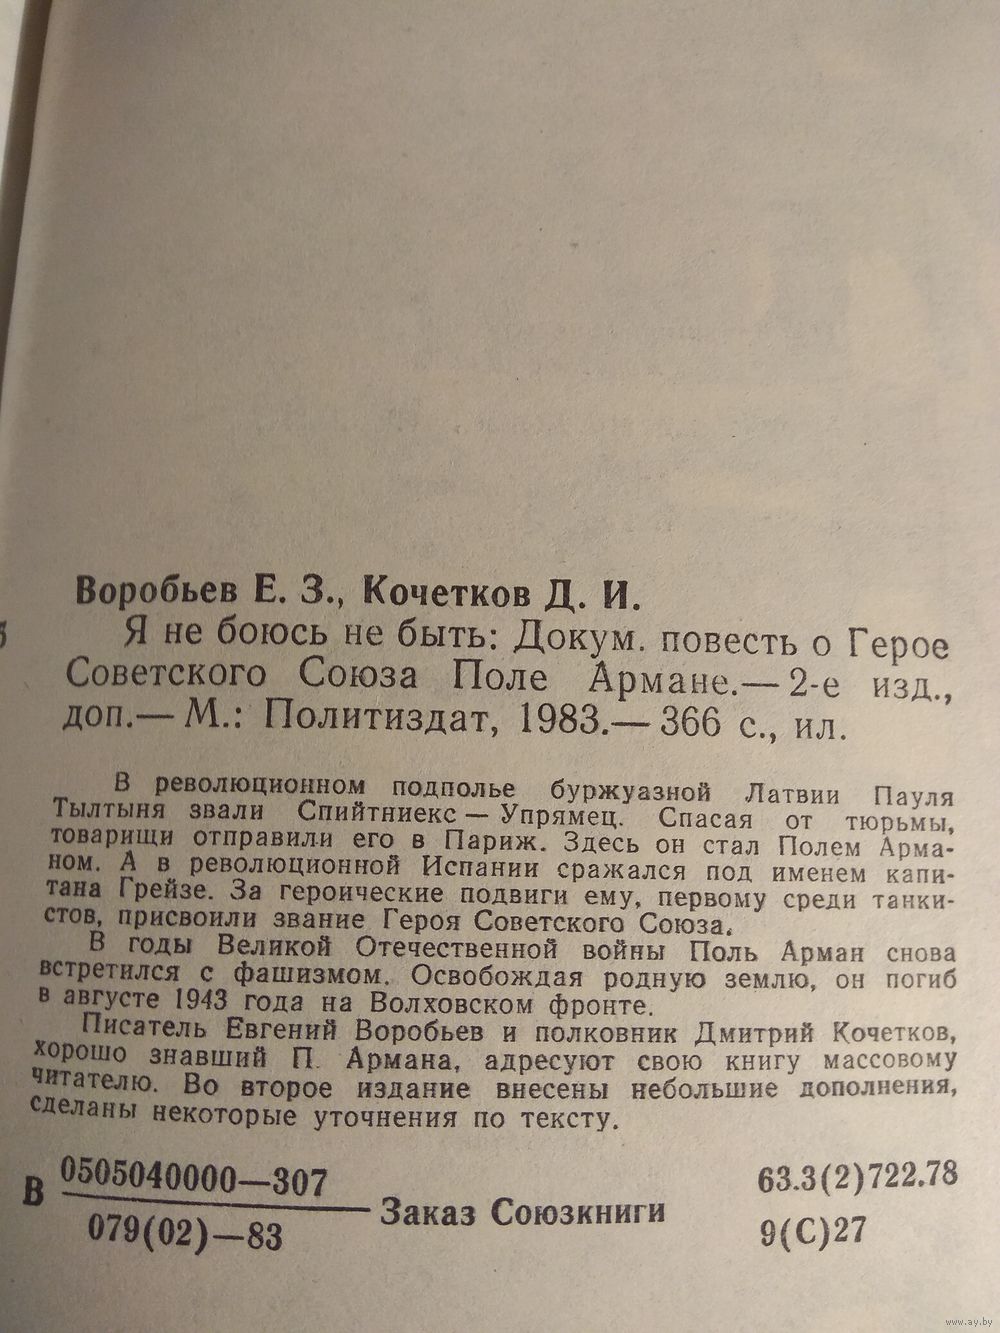 Воробьев Е. З., Кочетков Д. И.
Я не боюсь не быть: Докум. повесть о Герое
Советского Союза Поле Армане.— 2-е изд.,
доп.— М.: Политиздат, 1983.— 366 с., ил.
В революционном подполье буржуазной Латвии Пауля
Тылтыня звали Спийтниекс — Упрямец. Спасая от тюрьмы,
товарищи отправили его в Париж. Здесь он стал Полем Арма-
ном. А в революционной Испании сражался под именем капи-
тана Грейзе. За героические подвиги ему, первому среди танки-
стов, присвоили звание Героя Советского Союза.
В годы Великой Отечественной войны Поль Арман снова
встретился с фашизмом. Освобождая родную землю, он погиб
в августе 1943 года на Волховском фронте.
Писатель Евгений Воробьев и полковник Дмитрий Кочетков,
хорошо знавший П. Армана, адресуют свою книгу массовому
читателю. Во второе издание внесены небольшие дополнения,
сделаны некоторые уточнения по тексту.
В 0505040000—307 63.3(2)722.78
079(02)—83 Заказ Союзкниги 9(С)27
www.ay.by